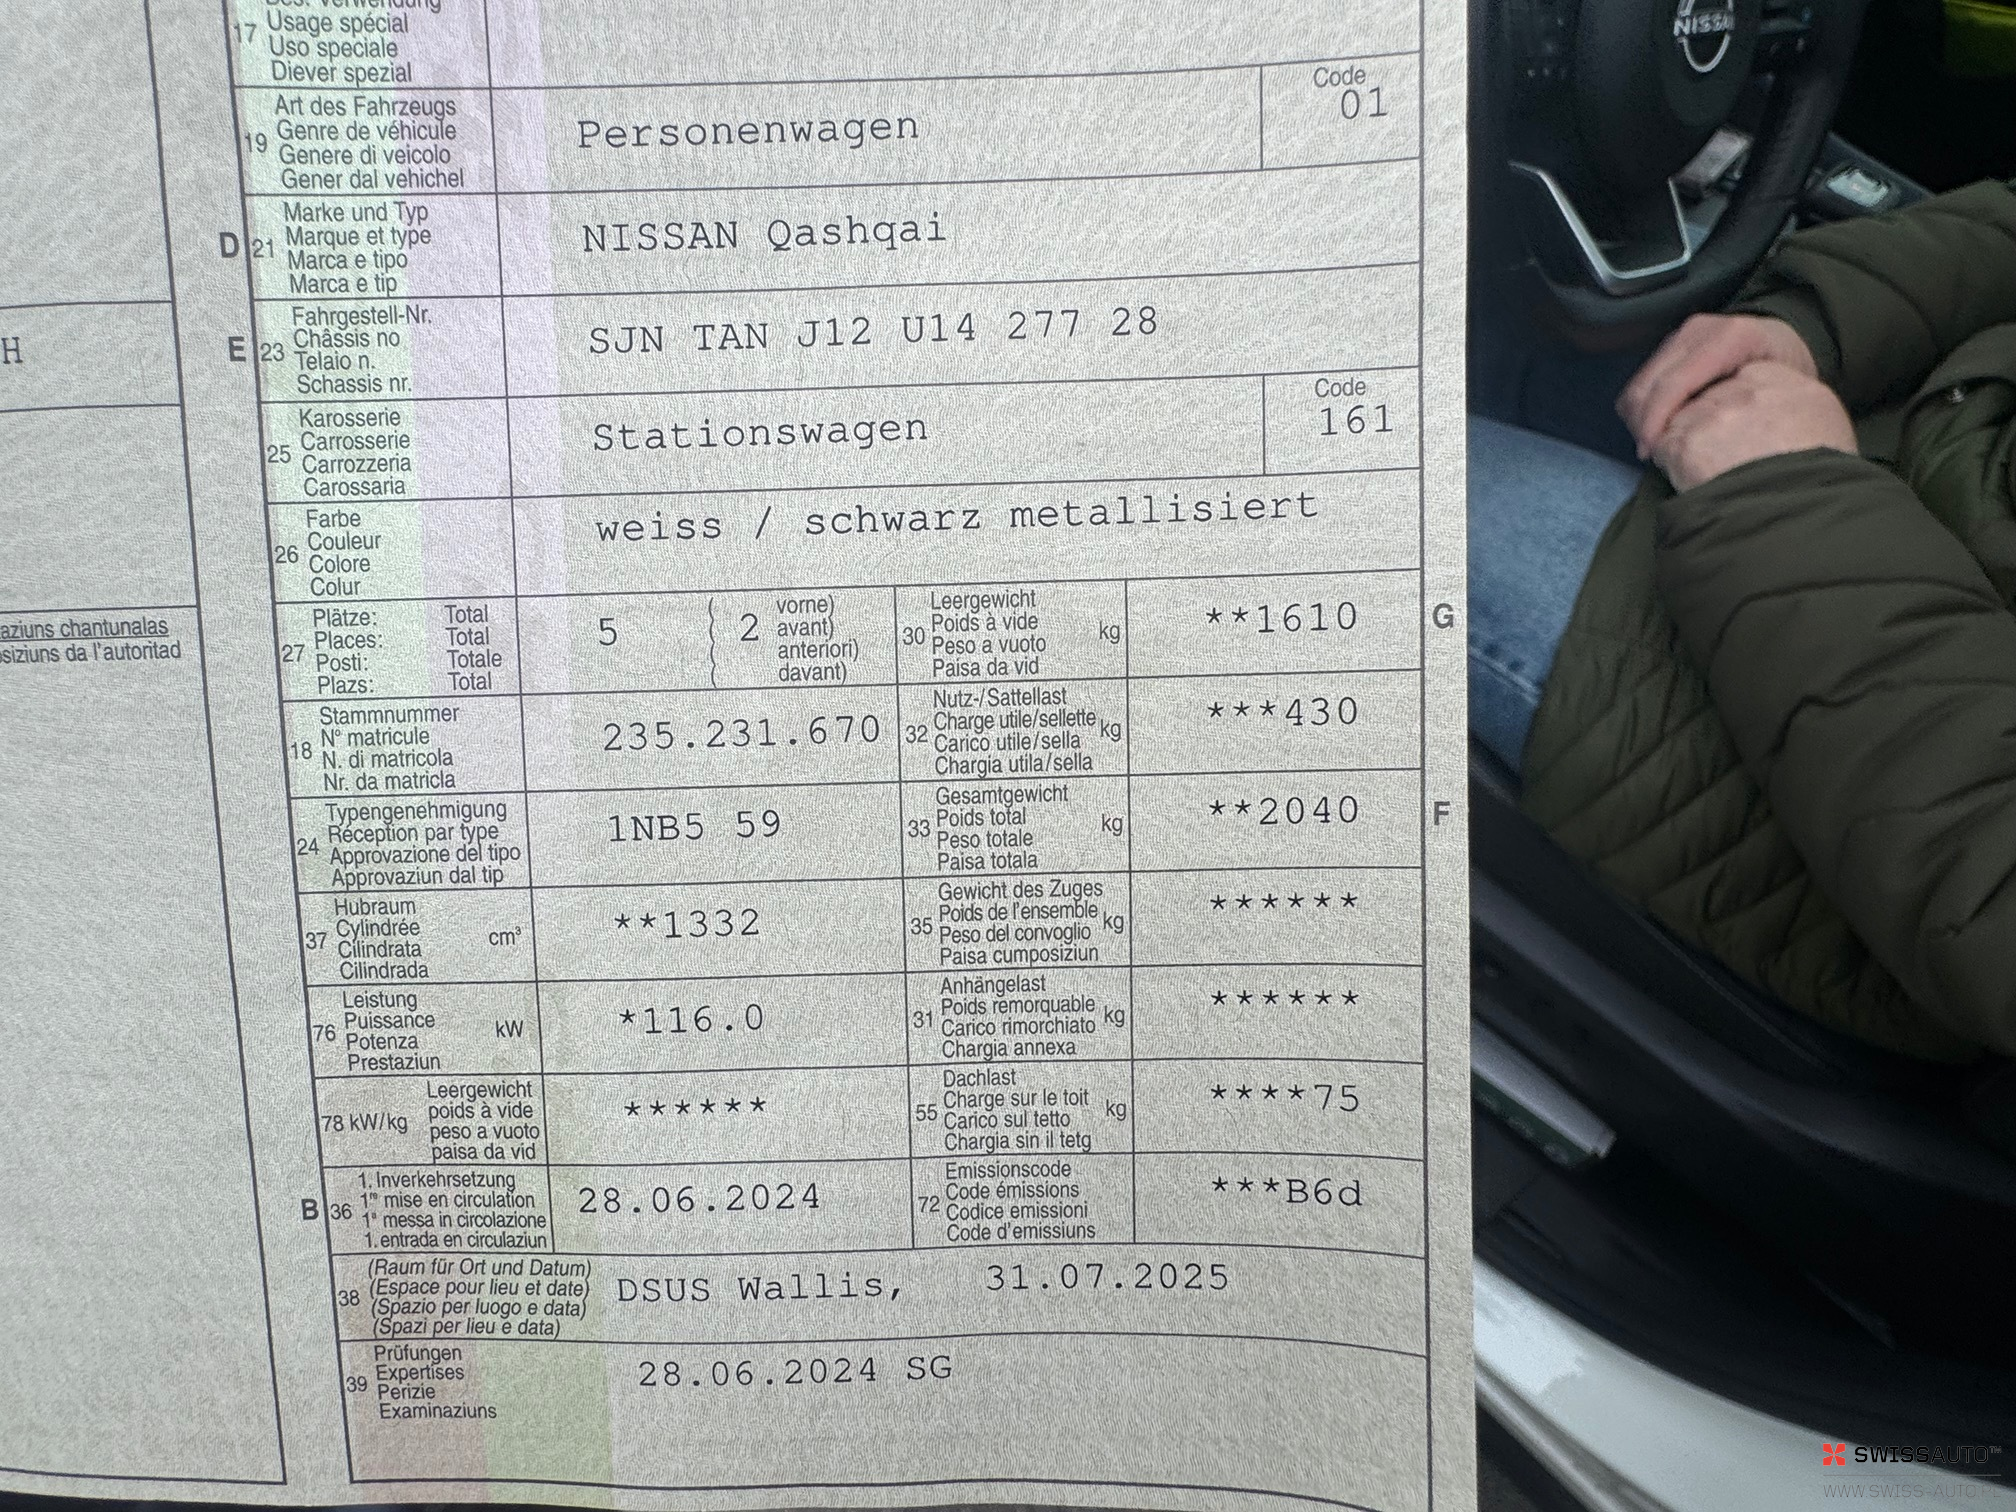 17 Usage spécial
Uso speciale
Diever spezial
19 Art des Fahrzeugs
Genre de véhicule
Genere di veicolo
Gener dal vehichel
Personenwagen
Code
01
D 21 Marke und Typ
Marque et type
Marca e tipo
Marca e tip
NISSAN Qashqai
E 23 Fahrgestell-Nr.
Châssis no
Telaio n.
Schassis nr.
SJN TAN J12 U14 277 28
H
25 Karosserie
Carrosserie
Carrozzeria
Carossaria
Stationswagen
Code
161
26 Farbe
Couleur
Colore
Colur
weiss / schwarz metallisiert
aziuns chantunalas
siziuns da l'autoritad
27 Plätze: Total
Places: Total
Posti: Totale
Plazs: Total
5 ( 2 vorne)
avant)
anteriori)
davant)
30 Leergewicht
Poids à vide
Peso a vuoto
Paisa da vid
kg
**1610
G
18 Stammnummer
N° matricule
N. di matricola
Nr. da matricla
235.231.670
32 Nutz-/Sattellast
Charge utile/sellette
Carico utile/sella
Chargia utila/sella
kg
***430
24 Typengenehmigung
Réception par type
Approvazione del tipo
Approvaziun dal tip
1NB5 59
33 Gesamtgewicht
Poids total
Peso totale
Paisa totala
kg
**2040
F
37 Hubraum
Cylindrée
Cilindrata
Cilindrada
cm³
**1332
35 Gewicht des Zuges
Poids de l'ensemble
Peso del convoglio
Paisa cumposiziun
kg
******
76 Leistung
Puissance
Potenza
Prestaziun
kW
*116.0
31 Anhängelast
Poids remorquable
Carico rimorchiato
Chargia annexa
kg
******
78 kW/kg Leergewicht
poids à vide
peso a vuoto
paisa da vid
******
55 Dachlast
Charge sur le toit
Carico sul tetto
Chargia sin il tetg
kg
****75
B 36 1. Inverkehrsetzung
1re mise en circulation
1a messa in circolazione
1. entrada en circulaziun
28.06.2024
72 Emissionscode
Code émissions
Codice emissioni
Code d'emissiuns
***B6d
38 (Raum für Ort und Datum)
(Espace pour lieu et date)
(Spazio per luogo e data)
(Spazi per lieu e data)
DSUS Wallis, 31.07.2025
39 Prüfungen
Expertises
Perizie
Examinaziuns
28.06.2024 SG
NISSAN
SWISSAUTO™